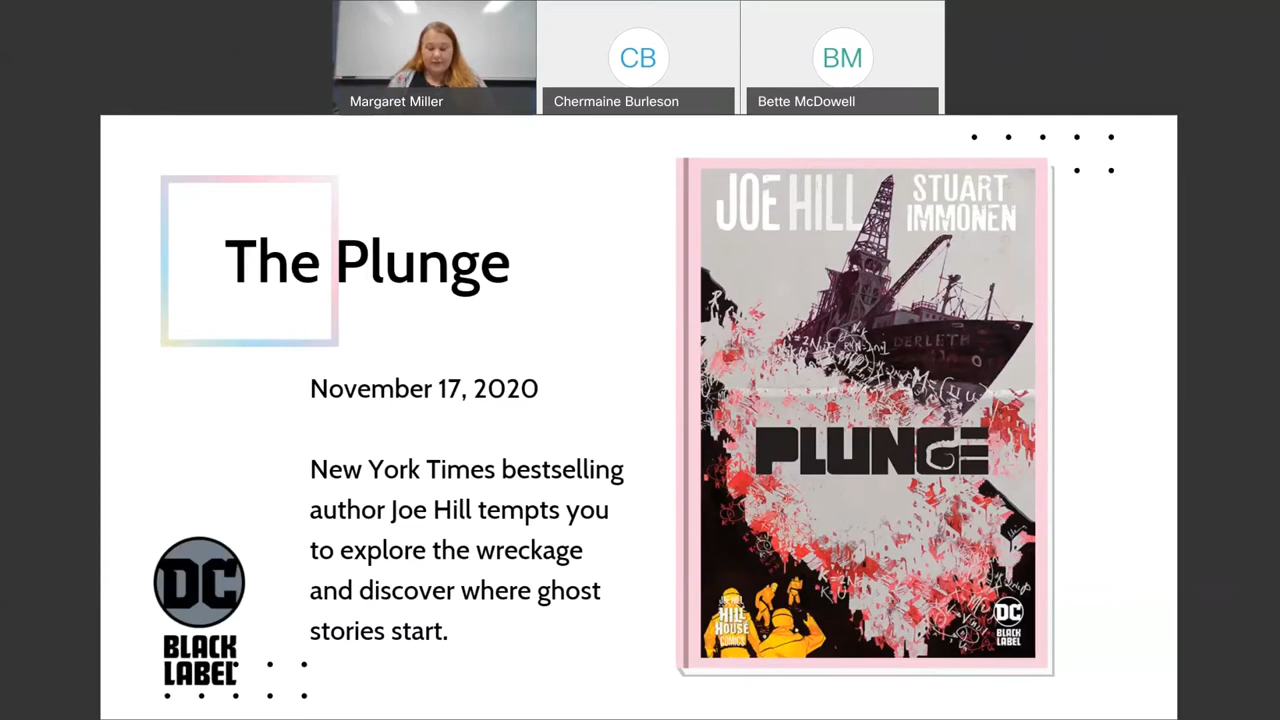 CB
BM
Margaret Miller
Chermaine Burleson
Bette McDowell
The Plunge
November 17, 2020
New York Times bestselling
author Joe Hill tempts you
to explore the wreckage
and discover where ghost
stories start.
DC
BLACK
LABEL
JOE HILL
STUART
IMMONEN
DERLETH
PLUNGE
JOE HILL
HILL
HOUSE
COMICS
DC
BLACK
LABEL